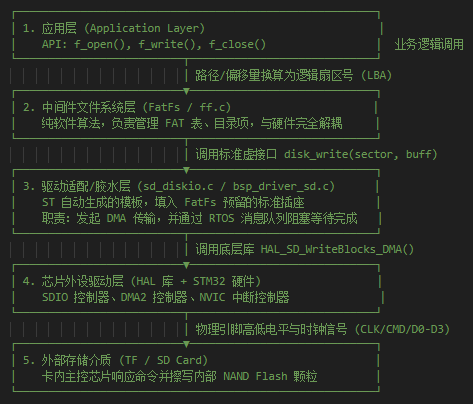 1. 应用层 (Application Layer)
API: f_open(), f_write(), f_close()
业务逻辑调用
路径/偏移量换算为逻辑扇区号 (LBA)
2. 中间件文件系统层 (FatFs / ff.c)
纯软件算法，负责管理 FAT 表、目录项，与硬件完全解耦
调用标准虚接口 disk_write(sector, buff)
3. 驱动适配/胶水层 (sd_diskio.c / bsp_driver_sd.c)
ST 自动生成的模板，填入 FatFs 预留的标准插座
职责: 发起 DMA 传输，并通过 RTOS 消息队列阻塞等待完成
调用底层库 HAL_SD_WriteBlocks_DMA()
4. 芯片外设驱动层 (HAL 库 + STM32 硬件)
SDIO 控制器、DMA2 控制器、NVIC 中断控制器
物理引脚高低电平与时钟信号 (CLK/CMD/D0-D3)
5. 外部存储介质 (TF / SD Card)
卡内主控芯片响应命令并擦写内部 NAND Flash 颗粒